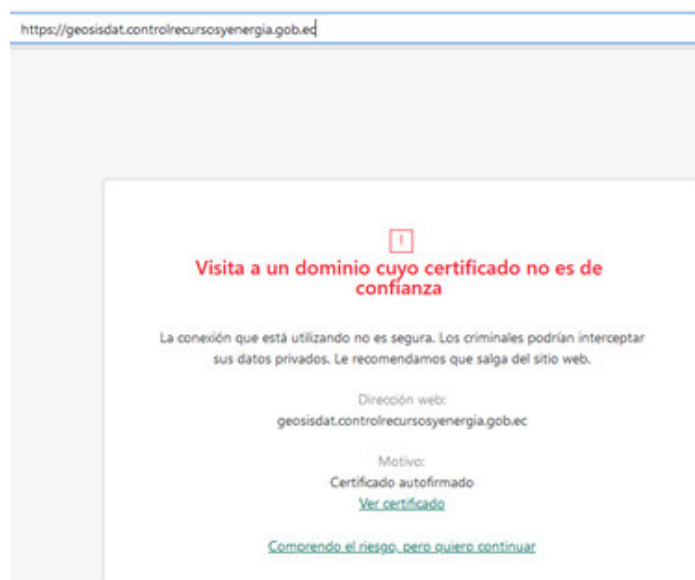 https://geosisdat.controlrecursosyenergia.gob.ec
!
Visita a un dominio cuyo certificado no es de
confianza
La conexión que está utilizando no es segura. Los criminales podrían interceptar
sus datos privados. Le recomendamos que salga del sitio web.
Dirección web:
geosisdat.controlrecursosyenergia.gob.ec
Motivo:
Certificado autofirmado
Ver certificado
Comprendo el riesgo, pero quiero continuar